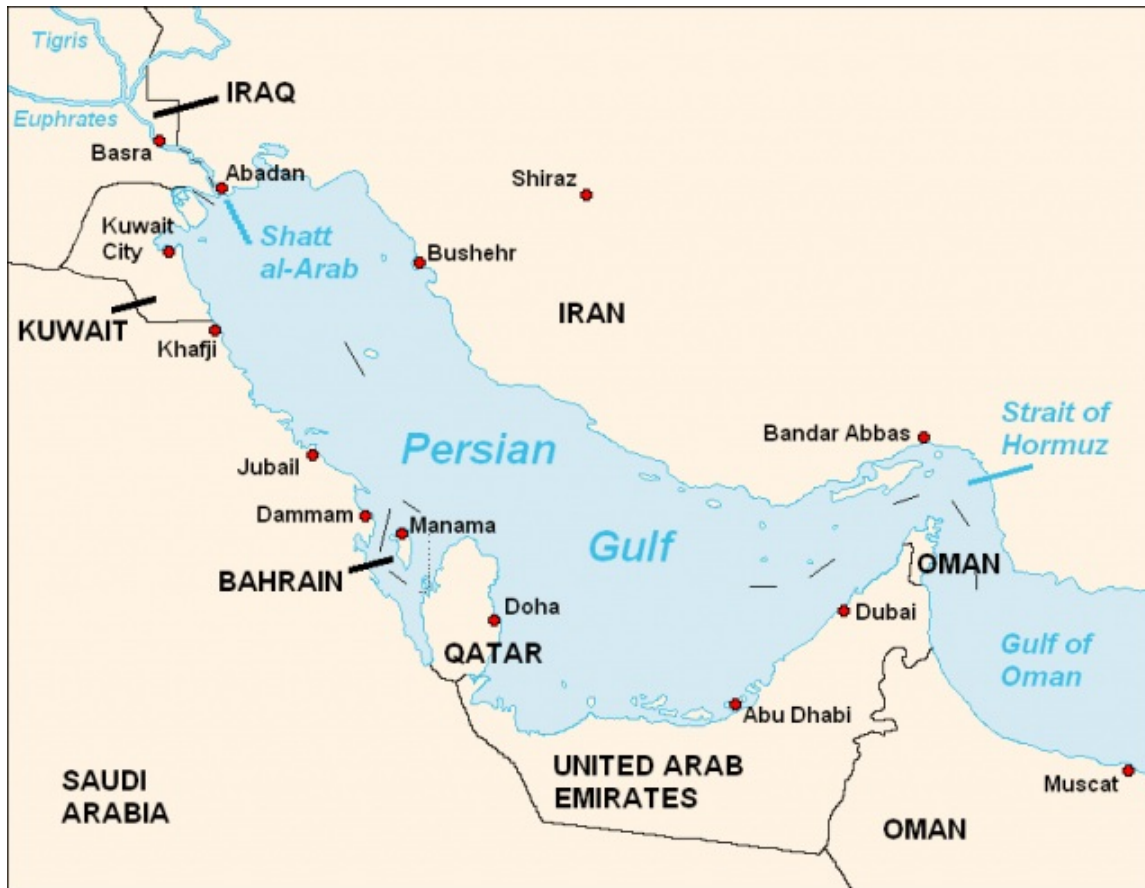 Tigris
IRAQ
Euphrates
Basra
Abadan
Shiraz
Kuwait
City
Shatt
al-Arab
Bushehr
IRAN
KUWAIT
Khafji
Strait of
Hormuz
Bandar Abbas
Persian
Jubail
Dammam
Manama
Gulf
BAHRAIN
OMAN
Doha
Dubai
QATAR
Gulf of
Oman
Abu Dhabi
SAUDI
ARABIA
UNITED ARAB
EMIRATES
Muscat
OMAN